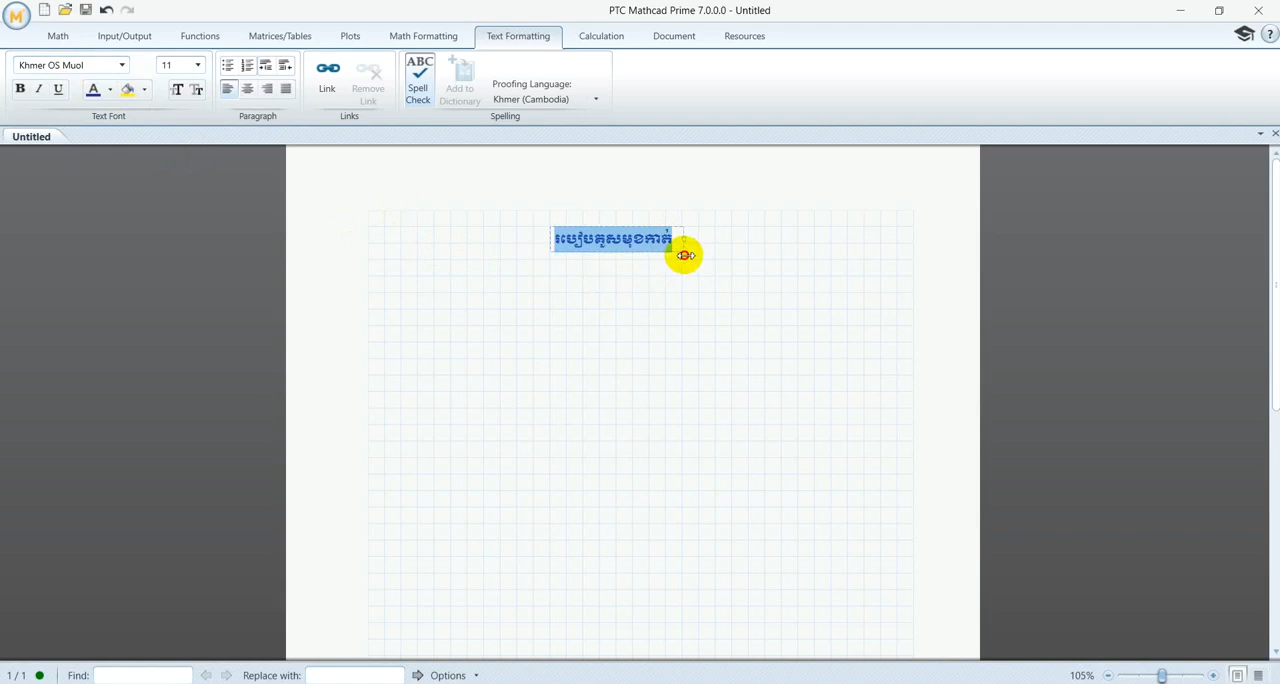 PTC Mathcad Prime 7.0.0.0 - Untitled
Math Input/Output Functions Matrices/Tables Plots Math Formatting Text Formatting Calculation Document Resources
Khmer OS Muol 11
B I U A
Link Remove Link
ABC Spell Check Add to Dictionary
Proofing Language:
Khmer (Cambodia)
Text Font Paragraph Links Spelling
Untitled
របៀបគូសមុខកាត់
1 / 1 Find: Replace with: Options 105%